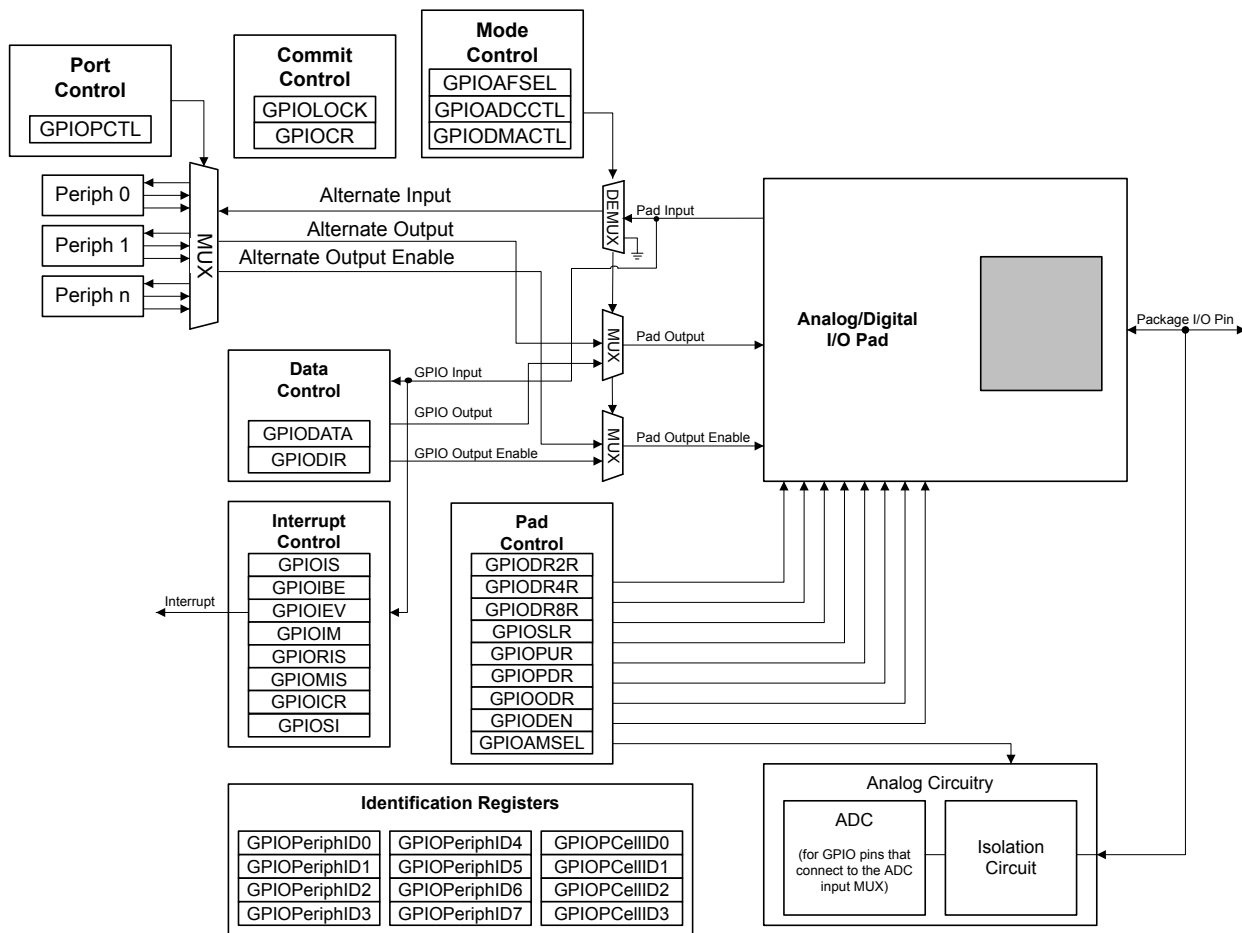 Port
Control
GPIOPCTL
Commit
Control
GPIOLOCK
GPIOCR
Mode
Control
GPIOAFSEL
GPIOADCCTL
GPIODMACTL
Periph 0
Periph 1
Periph n
MUX
Alternate Input
Alternate Output
Alternate Output Enable
DEMUX
Pad Input
MUX
Pad Output
MUX
Pad Output Enable
Analog/Digital
I/O Pad
Package I/O Pin
Data
Control
GPIODATA
GPIODIR
GPIO Input
GPIO Output
GPIO Output Enable
Interrupt
Control
GPIOIS
GPIOIBE
GPIOIEV
GPIOIM
GPIORIS
GPIOMIS
GPIOICR
GPIOSI
Interrupt
Pad
Control
GPIODR2R
GPIODR4R
GPIODR8R
GPIOSLR
GPIOPUR
GPIOPDR
GPIOODR
GPIODEN
GPIOAMSEL
Analog Circuitry
ADC
(for GPIO pins that
connect to the ADC
input MUX)
Isolation
Circuit
Identification Registers
GPIOPeriphID0
GPIOPeriphID1
GPIOPeriphID2
GPIOPeriphID3
GPIOPeriphID4
GPIOPeriphID5
GPIOPeriphID6
GPIOPeriphID7
GPIOPCellID0
GPIOPCellID1
GPIOPCellID2
GPIOPCellID3